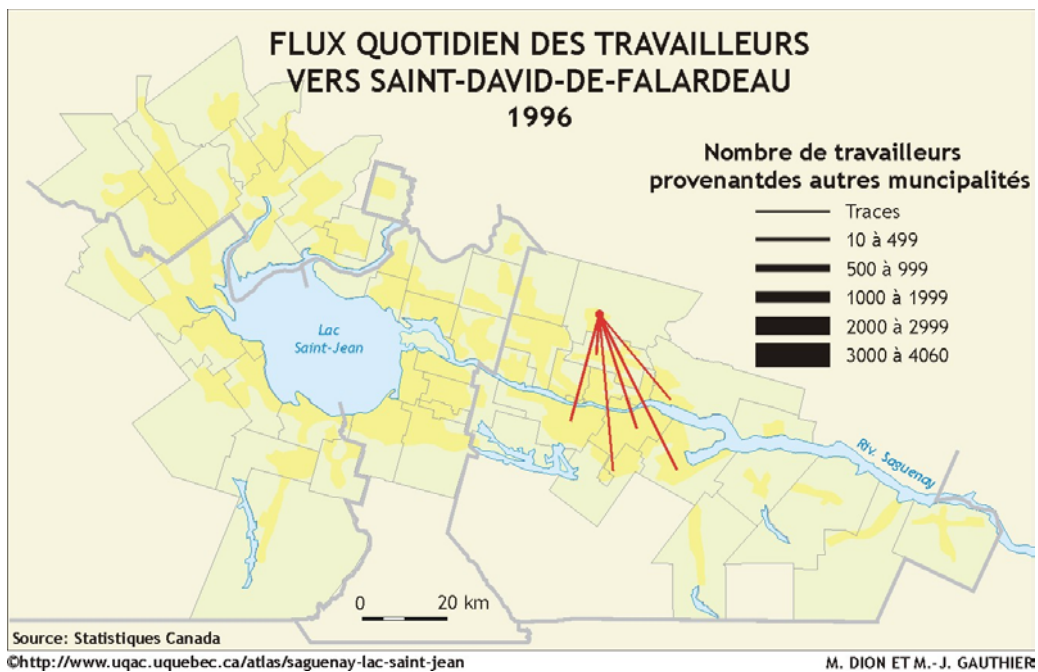 FLUX QUOTIDIEN DES TRAVAILLEURS
VERS SAINT-DAVID-DE-FALARDEAU
1996
Nombre de travailleurs
provenantdes autres muncipalités
Traces
10 à 499
500 à 999
1000 à 1999
2000 à 2999
3000 à 4060
Lac
Saint-Jean
Riv. Saguenay
0 20 km
Source: Statistiques Canada
©http://www.uqac.uquebec.ca/atlas/saguenay-lac-saint-jean
M. DION ET M.-J. GAUTHIER